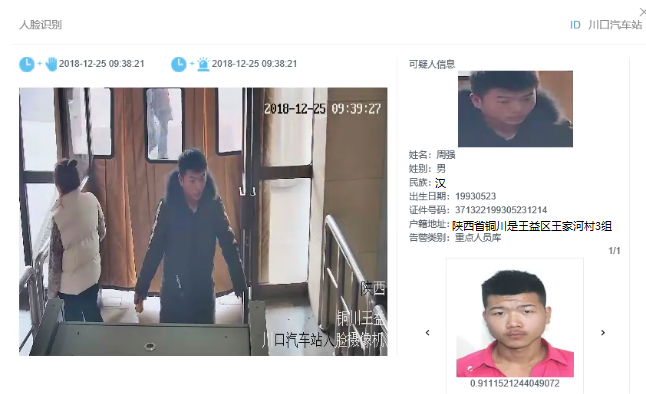 人脸识别
ID 川口汽车站
+ 2018-12-25 09:38:21
+ 2018-12-25 09:38:21
2018-12-25 09:39:27
陕西
铜川王益
川口汽车站人脸摄像机
可疑人信息
姓名：周强
性别：男
民族：汉
出生日期：19930523
证件号码：371322199305231214
户籍地址：陕西省铜川是王益区王家河村3组
告警类别：重点人员库
1/1
0.9111521244049072